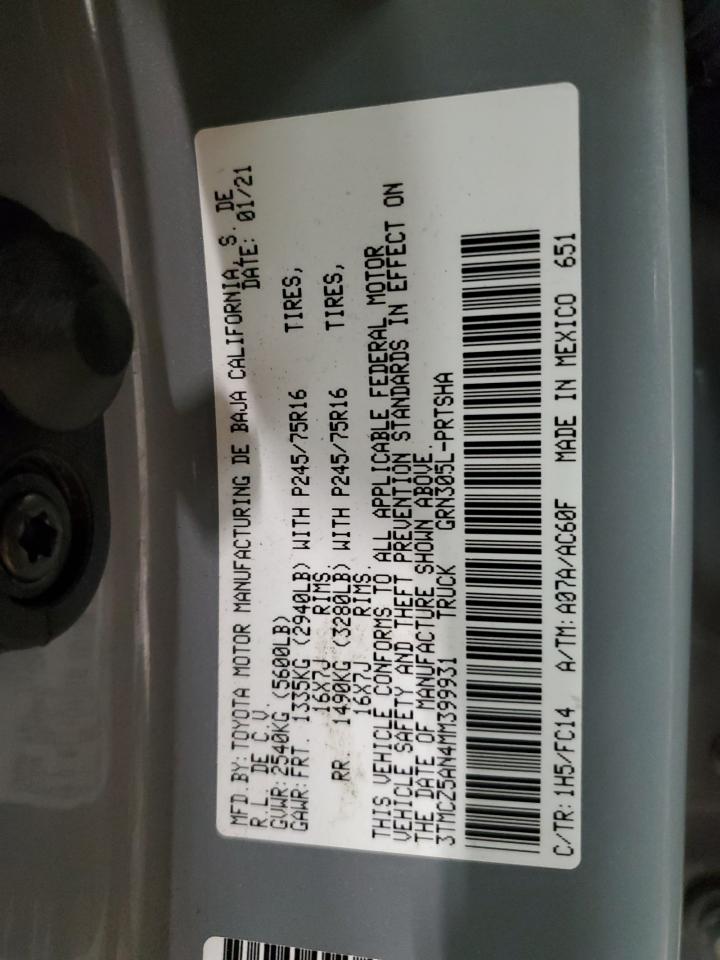 MFD.BY:TOYOTA MOTOR MANUFACTURING DE BAJA CALIFORNIA, S. DE
R.L. DE C.V. DATE: 01/21
GVWR:2540KG (5600LB)
GAWR:FRT. 1335KG (2940LB) WITH P245/75R16 TIRES,
16X7J RIMS.
RR. 1490KG (3280LB) WITH P245/75R16 TIRES,
16X7J RIMS.
THIS VEHICLE CONFORMS TO ALL APPLICABLE FEDERAL MOTOR
VEHICLE SAFETY AND THEFT PREVENTION STANDARDS IN EFFECT ON
THE DATE OF MANUFACTURE SHOWN ABOVE.
3TMCZ5AN4MM399931 TRUCK GRN305L-PRTSHA
C/TR:1H5/FC14 A/TM:A07A/AC60F MADE IN MEXICO 651